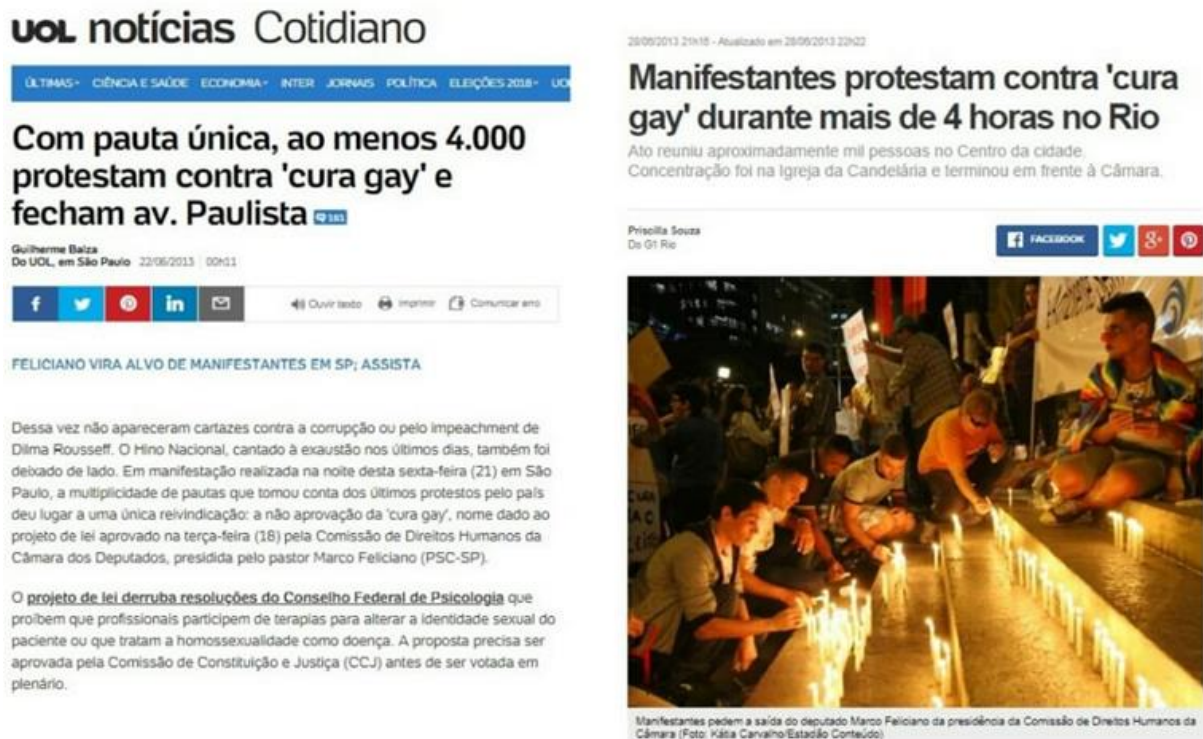 UOL notícias Cotidiano
ÚLTIMAS CIÊNCIA E SAÚDE ECONOMIA INTER JORNAIS POLÍTICA ELEIÇÕES 2018
Com pauta única, ao menos 4.000
protestam contra 'cura gay' e
fecham av. Paulista 161
Guilherme Balza
Do UOL, em São Paulo 22/06/2013 00h11
Ouvir texto Imprimir Comunicar erro
FELICIANO VIRA ALVO DE MANIFESTANTES EM SP; ASSISTA
Dessa vez não apareceram cartazes contra a corrupção ou pelo impeachment de
Dilma Rousseff. O Hino Nacional, cantado à exaustão nos últimos dias, também foi
deixado de lado. Em manifestação realizada na noite desta sexta-feira (21) em São
Paulo, a multiplicidade de pautas que tomou conta dos últimos protestos pelo país
deu lugar a uma única reivindicação: a não aprovação da 'cura gay', nome dado ao
projeto de lei aprovado na terça-feira (18) pela Comissão de Direitos Humanos da
Câmara dos Deputados, presidida pelo pastor Marco Feliciano (PSC-SP).
O projeto de lei derruba resoluções do Conselho Federal de Psicologia que
proíbem que profissionais participem de terapias para alterar a identidade sexual do
paciente ou que tratam a homossexualidade como doença. A proposta precisa ser
aprovada pela Comissão de Constituição e Justiça (CCJ) antes de ser votada em
plenário.
28/06/2013 21h16 - Atualizado em 28/06/2013 22h22
Manifestantes protestam contra 'cura
gay' durante mais de 4 horas no Rio
Ato reuniu aproximadamente mil pessoas no Centro da cidade.
Concentração foi na Igreja da Candelária e terminou em frente à Câmara.
Priscilla Souza
Do G1 Rio
FACEBOOK
Manifestantes pedem a saída do deputado Marco Feliciano da presidência da Comissão de Direitos Humanos da
Câmara (Foto: Kátia Carvalho/Estadão Conteúdo)